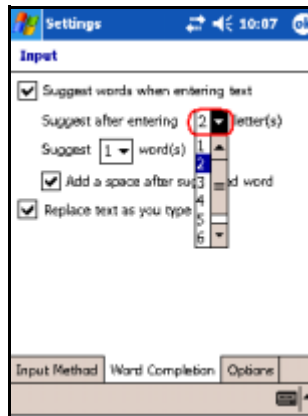 Settings 10:07 ok
Input
Suggest words when entering text
Suggest after entering 2 letter(s)
Suggest 1 word(s)
1
2
Add a space after sug d word
3
4
Replace text as you type
5
6
Input Method Word Completion Options